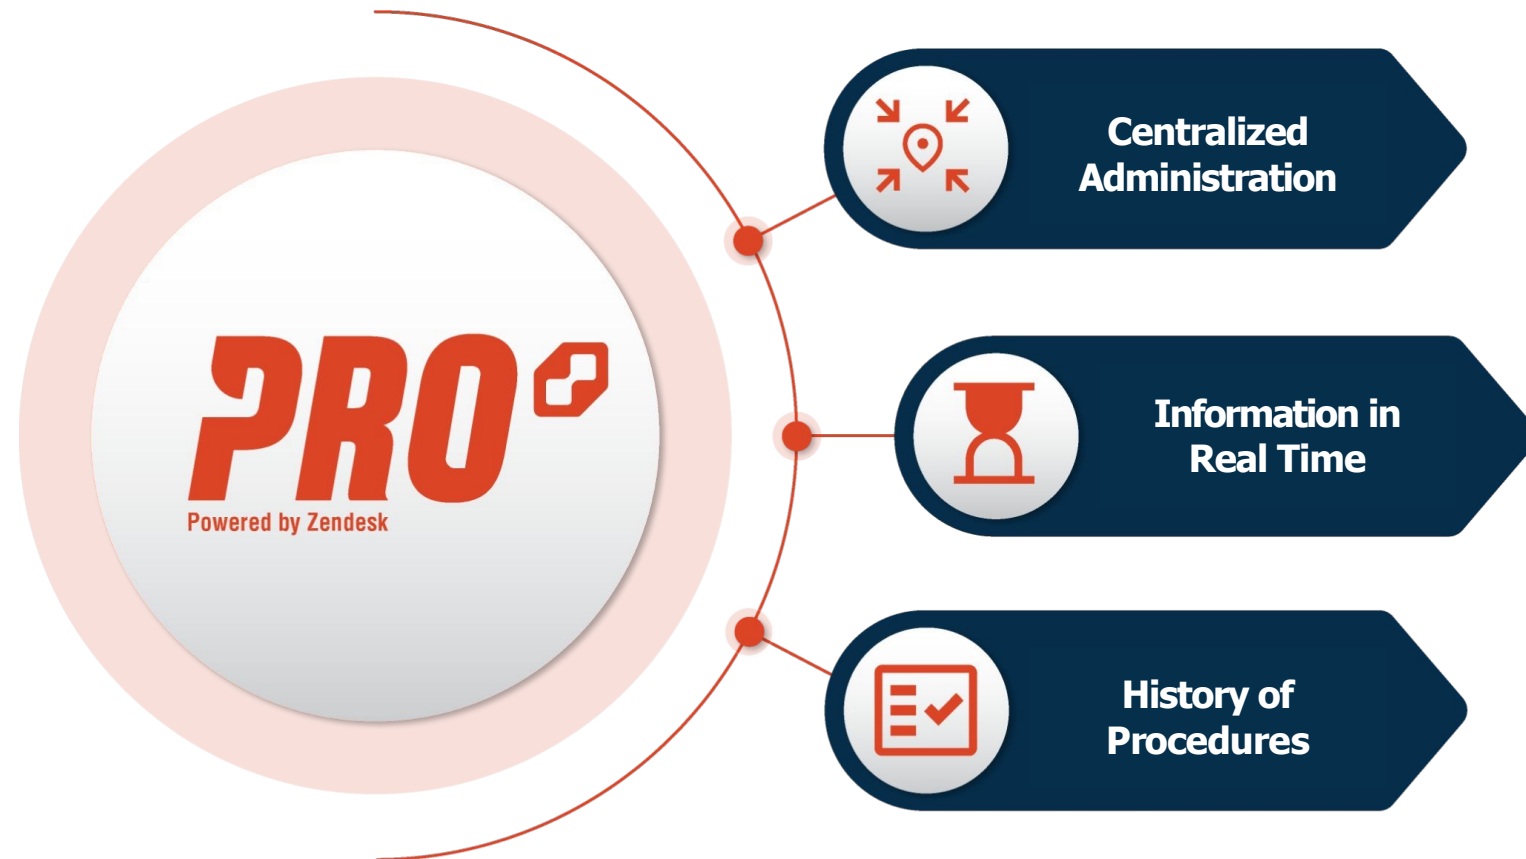 PRO
Powered by Zendesk
Centralized
Administration
Information in
Real Time
History of
Procedures